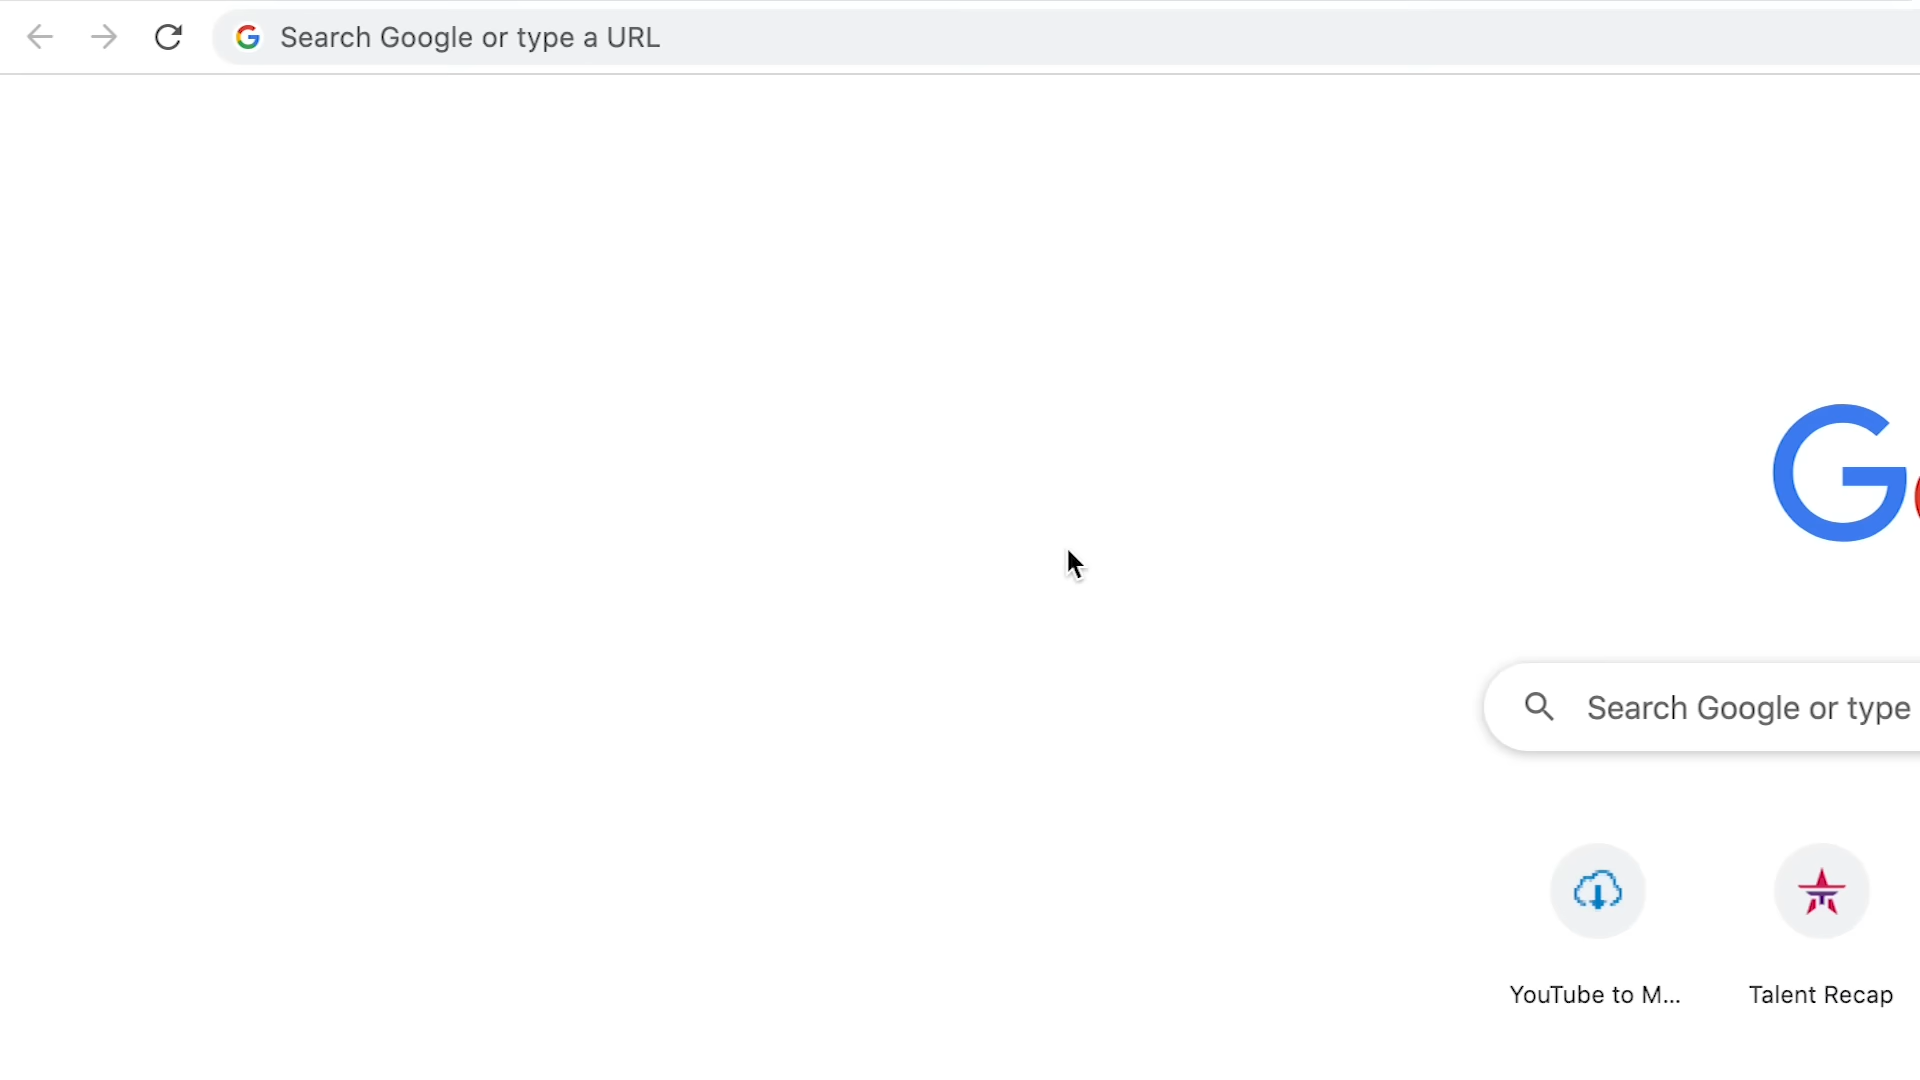 Search Google or type a URL
G
Search Google or type
YouTube to M...
Talent Recap